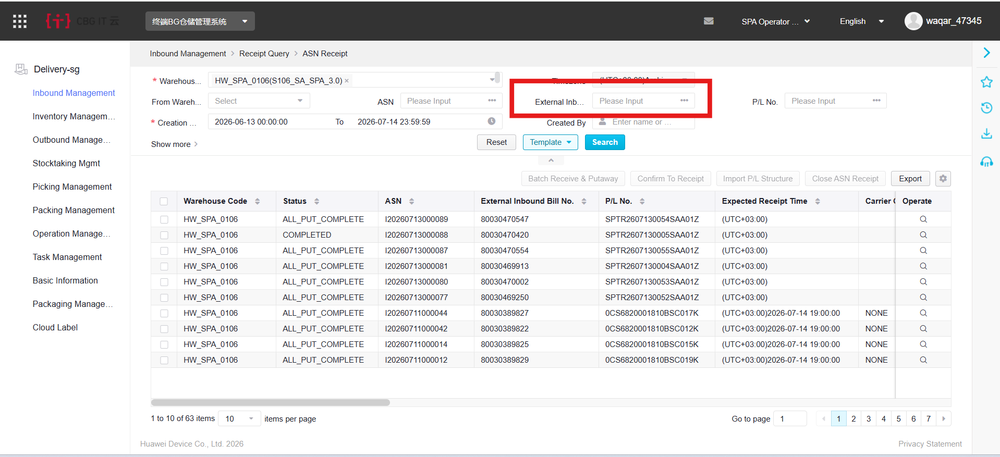 CBG IT 云
终端BG仓储管理系统
SPA Operator ...
English
waqar_47345
Delivery-sg
Inbound Management
Inventory Managem...
Outbound Manage...
Stocktaking Mgmt
Picking Management
Packing Management
Operation Manage...
Task Management
Basic Information
Packaging Manage...
Cloud Label
Inbound Management > Receipt Query > ASN Receipt
* Warehous... HW_SPA_0106(S106_SA_SPA_3.0) ×
From Wareh... Select ASN Please Input ••• External Inb... Please Input ••• P/L No. Please Input •••
* Creation ... 2026-06-13 00:00:00 To 2026-07-14 23:59:59 Created By Enter name or ...
Show more > Reset Template Search
Batch Receive & Putaway Confirm To Receipt Import P/L Structure Close ASN Receipt Export
Warehouse Code Status ASN External Inbound Bill No. P/L No. Expected Receipt Time Carrier Operate
HW_SPA_0106 ALL_PUT_COMPLETE I20260713000089 80030470547 SPTR2607130054SAA01Z (UTC+03:00)
HW_SPA_0106 COMPLETED I20260713000088 80030470420 SPTR2607130005SAA01Z (UTC+03:00)
HW_SPA_0106 ALL_PUT_COMPLETE I20260713000087 80030470554 SPTR2607130055SAA01Z (UTC+03:00)
HW_SPA_0106 ALL_PUT_COMPLETE I20260713000081 80030469913 SPTR2607130004SAA01Z (UTC+03:00)
HW_SPA_0106 ALL_PUT_COMPLETE I20260713000080 80030470002 SPTR2607130053SAA01Z (UTC+03:00)
HW_SPA_0106 ALL_PUT_COMPLETE I20260713000077 80030469250 SPTR2607130052SAA01Z (UTC+03:00)
HW_SPA_0106 ALL_PUT_COMPLETE I20260711000044 80030389827 0CS6820001810BSC017K (UTC+03:00)2026-07-14 19:00:00 NONE
HW_SPA_0106 ALL_PUT_COMPLETE I20260711000042 80030389822 0CS6820001810BSC012K (UTC+03:00)2026-07-14 19:00:00 NONE
HW_SPA_0106 ALL_PUT_COMPLETE I20260711000014 80030389825 0CS6820001810BSC015K (UTC+03:00)2026-07-14 19:00:00 NONE
HW_SPA_0106 ALL_PUT_COMPLETE I20260711000012 80030389829 0CS6820001810BSC019K (UTC+03:00)2026-07-14 19:00:00 NONE
1 to 10 of 63 items 10 items per page Go to page 1 1 2 3 4 5 6 7
Huawei Device Co., Ltd. 2026 Privacy Statement
IT